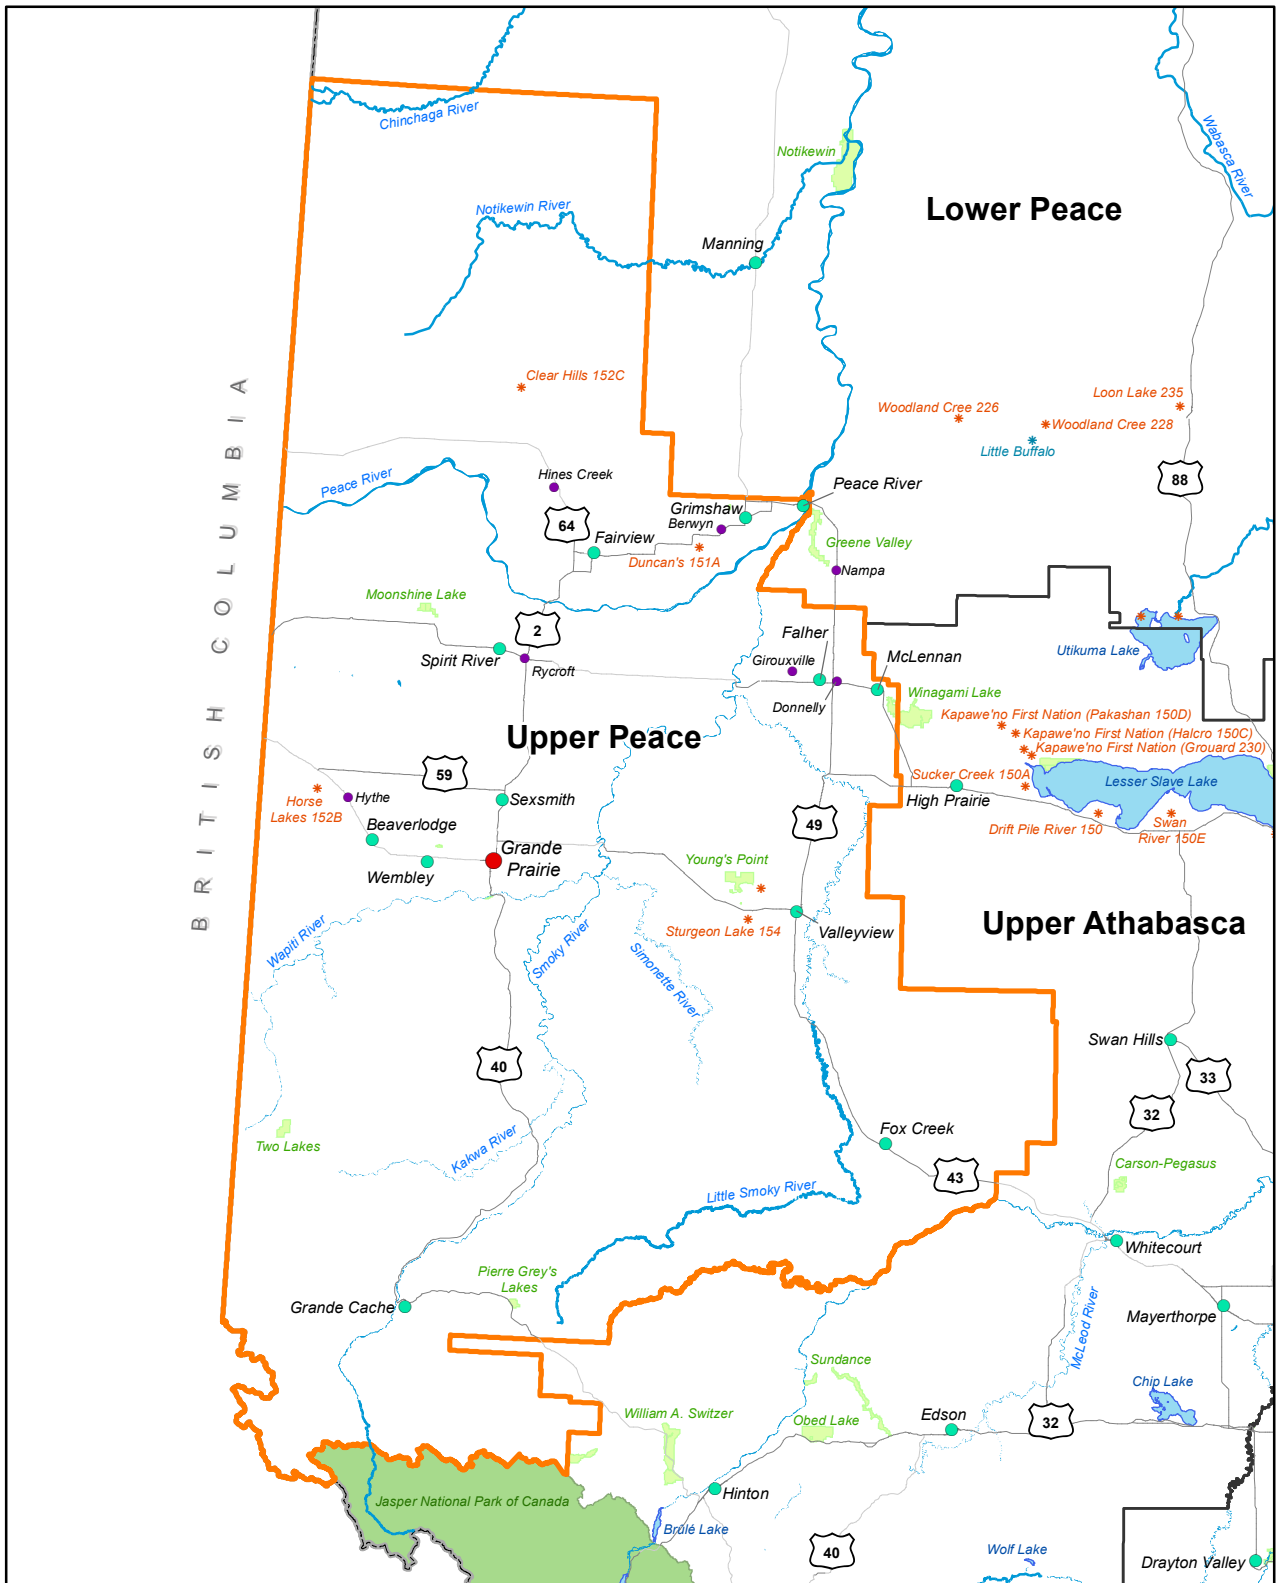 Chinchaga River
Notikewin
Wabasca River
Lower Peace
Notikewin River
Manning
Clear Hills 152C
BRITISH COLUMBIA
Loon Lake 235
Woodland Cree 226
Woodland Cree 228
Little Buffalo
88
Peace River
Hines Creek
Peace River
Grimshaw
Berwyn
64
Fairview
Greene Valley
Duncan's 151A
Nampa
Moonshine Lake
2
Falher
Utikuma Lake
Spirit River
Rycroft
Girouxville
McLennan
Donnelly
Winagami Lake
Kapawe'no First Nation (Pakashan 150D)
Kapawe'no First Nation (Halcro 150C)
Kapawe'no First Nation (Grouard 230)
Upper Peace
59
Sucker Creek 150A
Lesser Slave Lake
Horse
Lakes 152B
Hythe
Sexsmith
High Prairie
Beaverlodge
49
Drift Pile River 150
Swan
River 150E
Grande
Prairie
Wembley
Young's Point
Upper Athabasca
Sturgeon Lake 154
Valleyview
Wapiti River
Smoky River
Simonette River
Swan Hills
40
33
32
Two Lakes
Kakwa River
Fox Creek
43
Carson-Pegasus
Little Smoky River
Whitecourt
Pierre Grey's
Lakes
Grande Cache
McLeod River
Mayerthorpe
Sundance
Chip Lake
William A. Switzer
Obed Lake
Edson
32
Jasper National Park of Canada
Hinton
Brûlé Lake
40
Wolf Lake
Drayton Valley